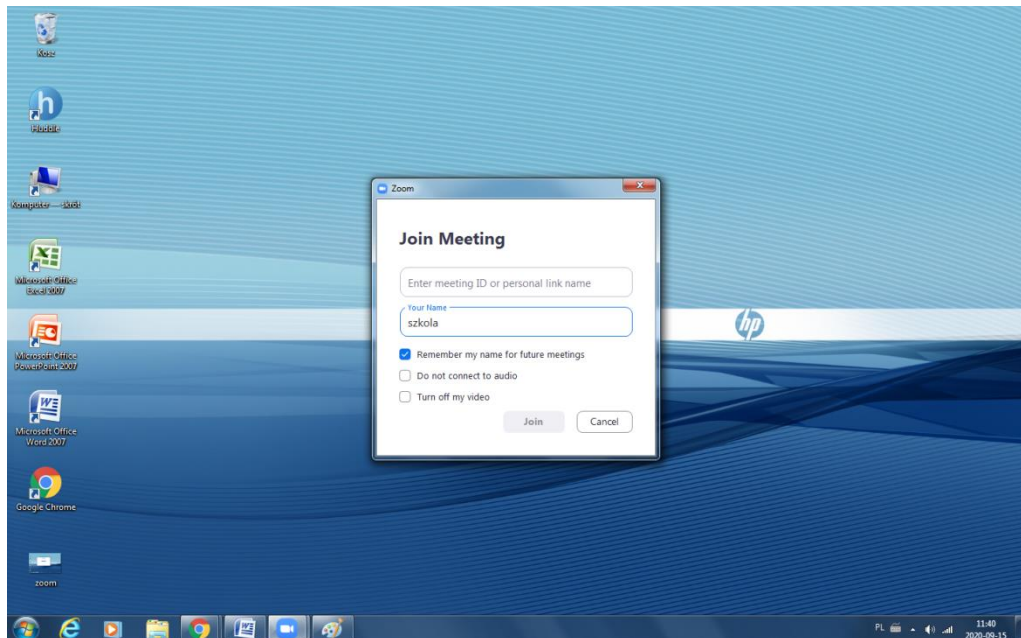 Kosz
Huddle
Komputer — skrót
Microsoft Office
Excel 2007
Microsoft Office
PowerPoint 2007
Microsoft Office
Word 2007
Google Chrome
zoom
Zoom
Join Meeting
Enter meeting ID or personal link name
Your Name
szkola
Remember my name for future meetings
Do not connect to audio
Turn off my video
Join
Cancel
hp
PL
11:40
2020-09-15